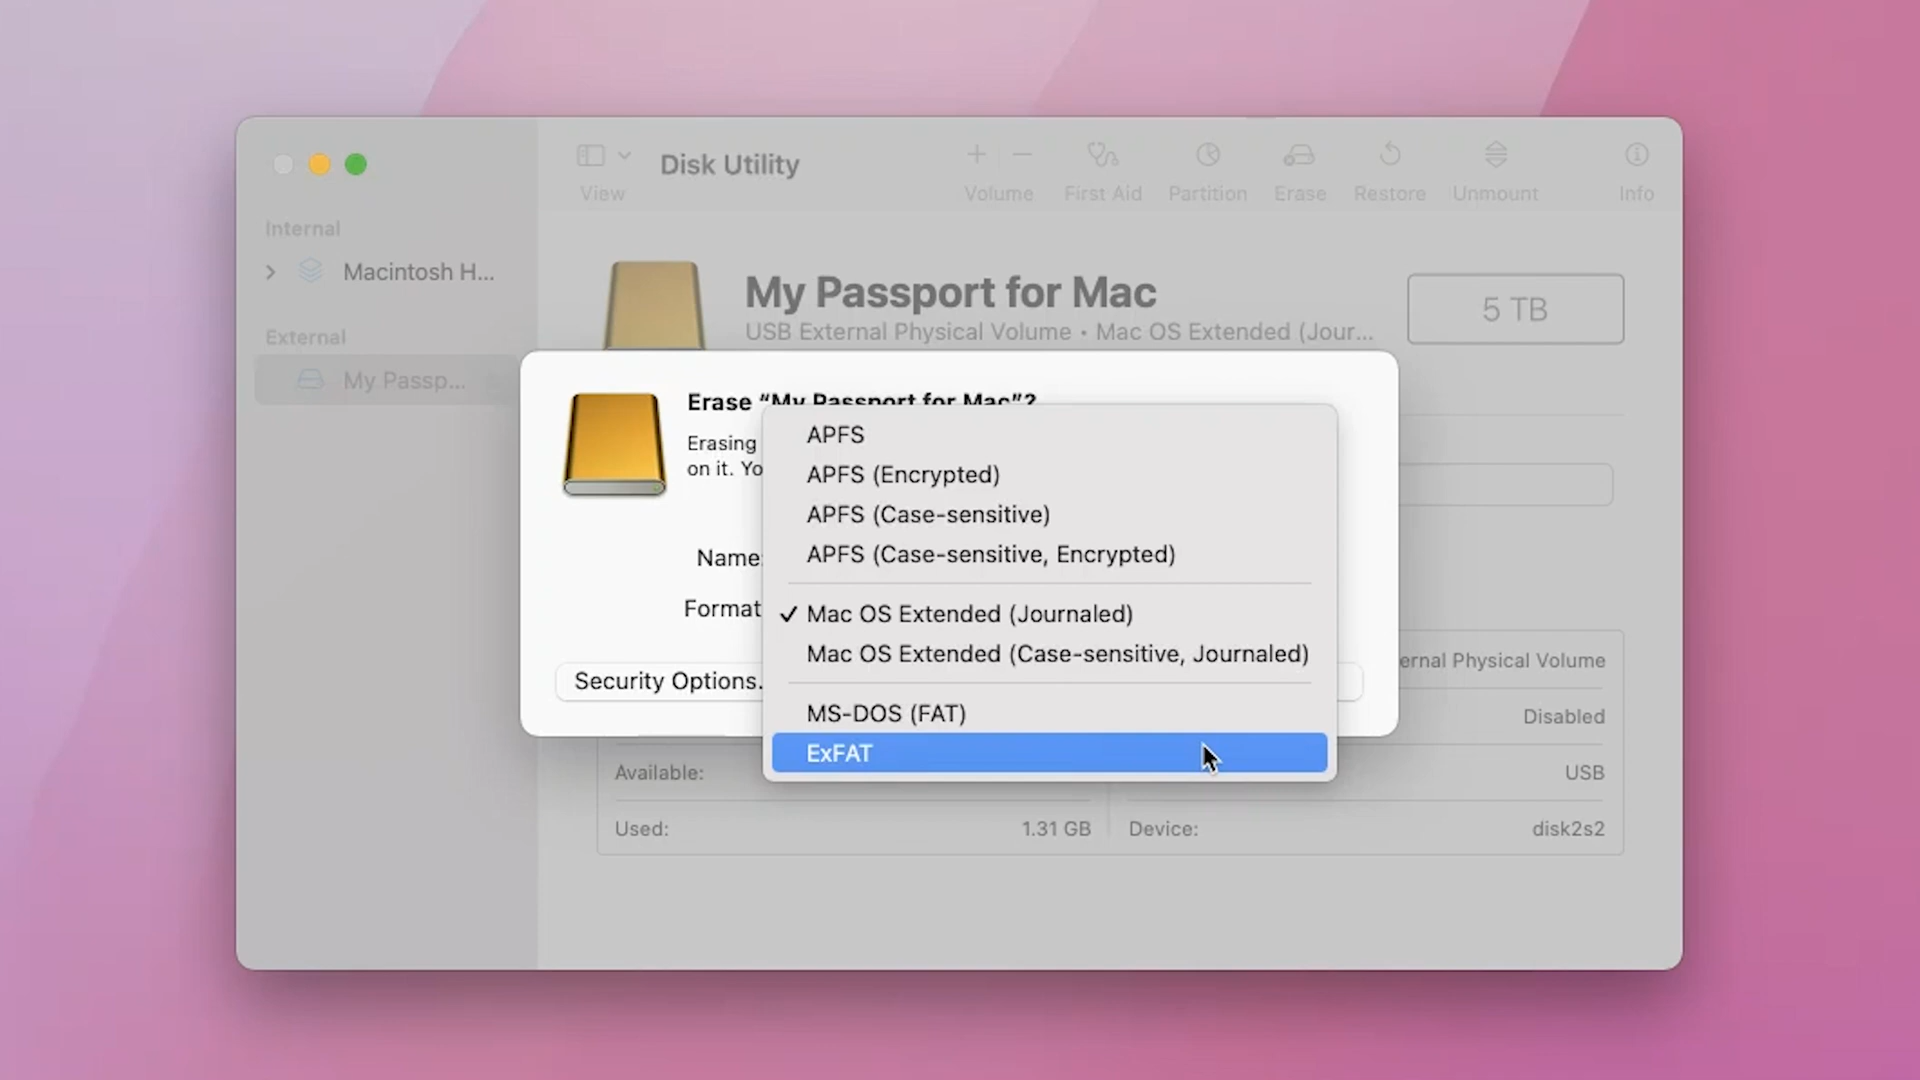 Disk Utility
View
Volume
First Aid
Partition
Erase
Restore
Unmount
Info
Internal
Macintosh H...
External
My Passp...
My Passport for Mac
USB External Physical Volume • Mac OS Extended (Jour...
5 TB
Erase “My Passport for Mac”?
Erasing
on it. Yo
Name:
Format
Security Options.
APFS
APFS (Encrypted)
APFS (Case-sensitive)
APFS (Case-sensitive, Encrypted)
✓ Mac OS Extended (Journaled)
Mac OS Extended (Case-sensitive, Journaled)
MS-DOS (FAT)
ExFAT
ernal Physical Volume
Disabled
Available:
USB
Used: 1.31 GB
Device: disk2s2